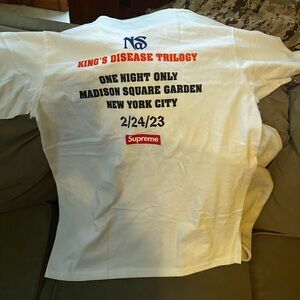 NAS
KING'S DISEASE TRILOGY
ONE NIGHT ONLY
MADISON SQUARE GARDEN
NEW YORK CITY
2/24/23
Supreme